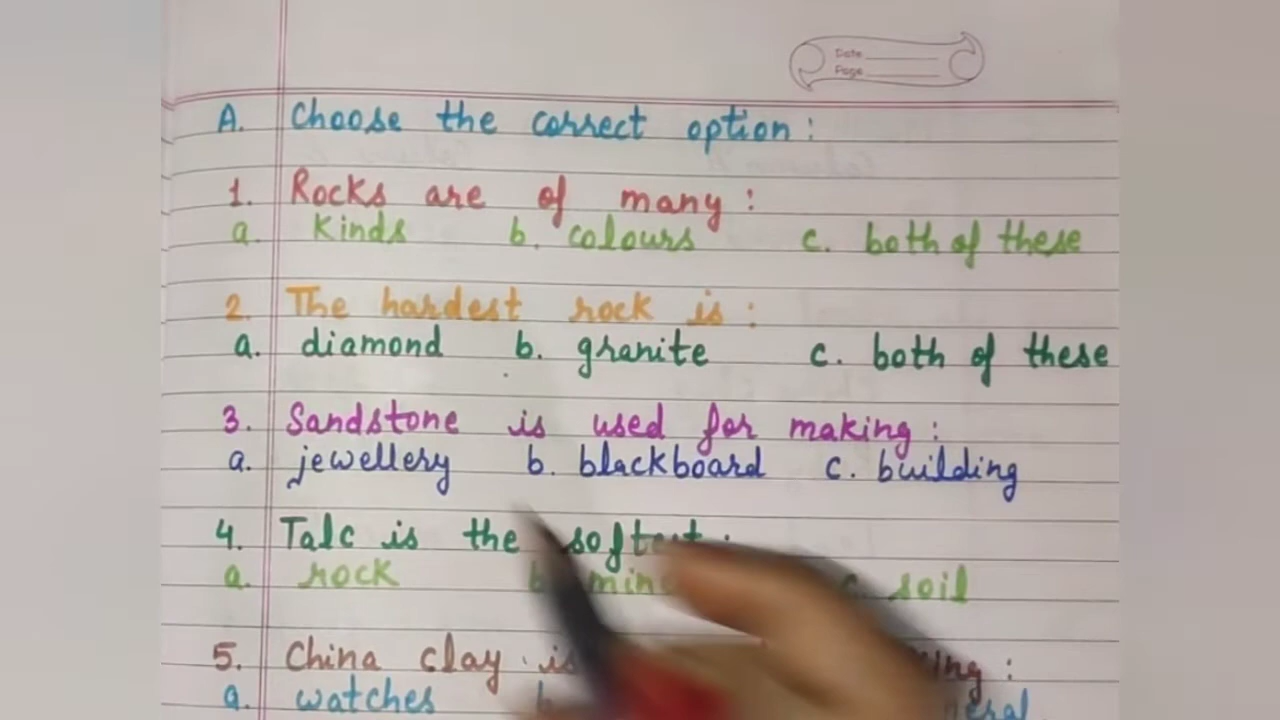 Date
Page
A. Choose the correct option:
1. Rocks are of many:
a. Kinds b. colours c. both of these
2. The hardest rock is:
a. diamond b. granite c. both of these
3. Sandstone is used for making:
a. jewellery b. blackboard c. building
4. Talc is the softest:
a. rock c. soil
5. China clay is
a. watches